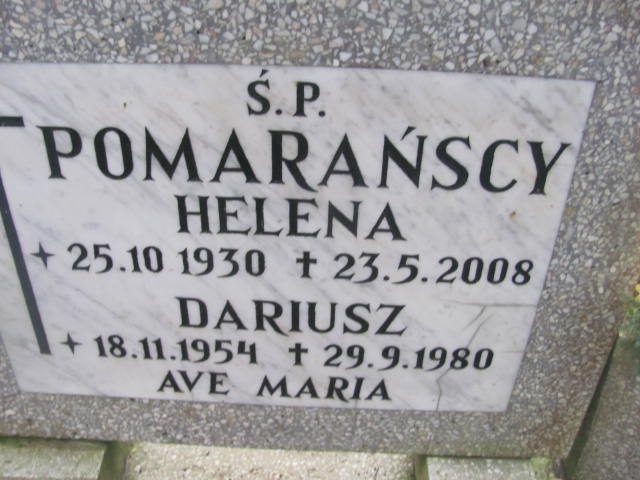 Ś.P.
POMARAŃSCY
HELENA
+ 25.10 1930 † 23.5.2008
DARIUSZ
+ 18.11.1954 † 29.9.1980
AVE MARIA